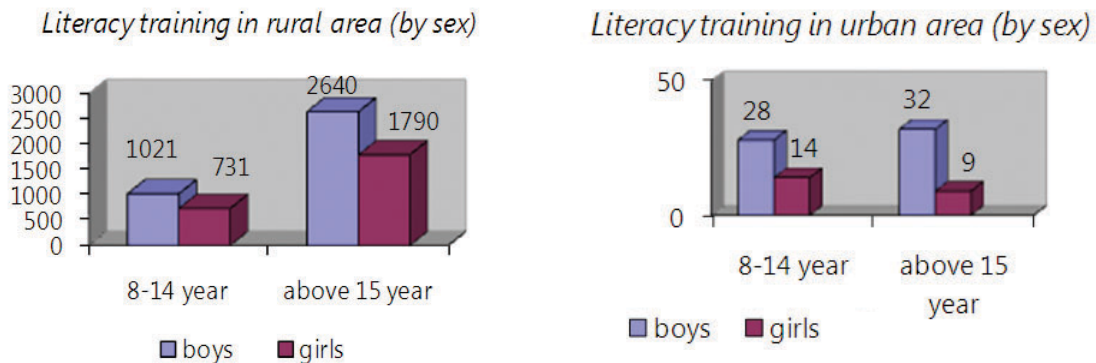 Literacy training in rural area (by sex)
3000
2500
2000
1500
1000
500
0
1021
731
2640
1790
8-14 year
above 15 year
boys
girls
Literacy training in urban area (by sex)
50
0
28
14
32
9
8-14 year
above 15
year
boys
girls